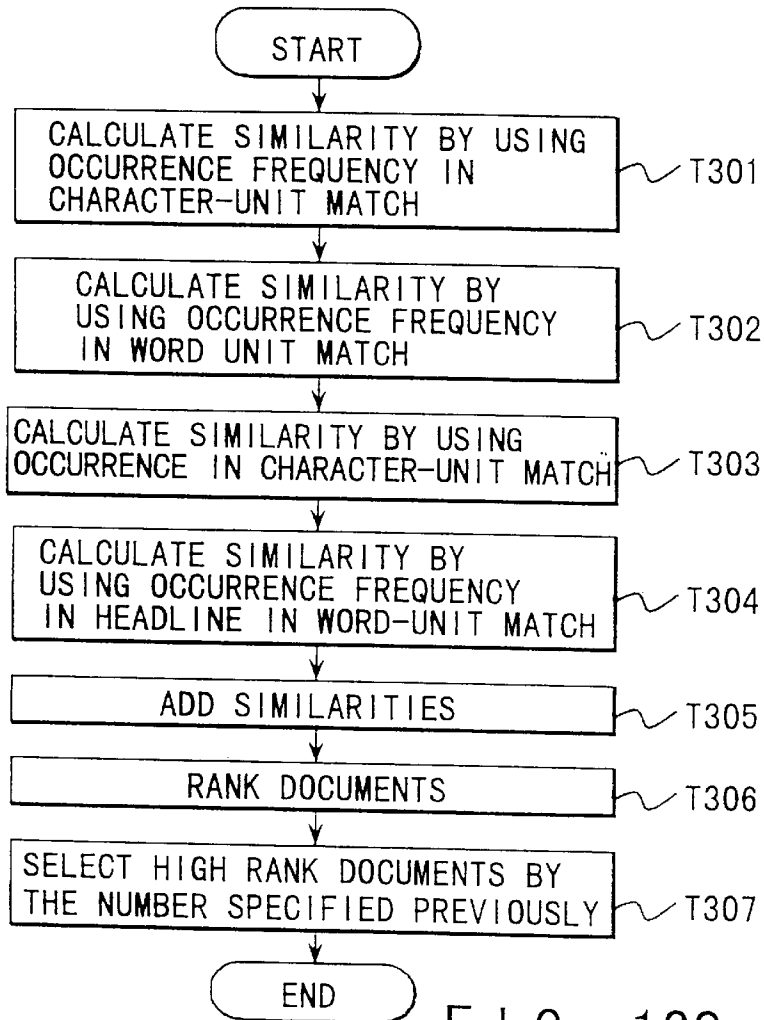 START
CALCULATE SIMILARITY BY USING
OCCURRENCE FREQUENCY IN
CHARACTER-UNIT MATCH
T301
CALCULATE SIMILARITY BY
USING OCCURRENCE FREQUENCY
IN WORD UNIT MATCH
T302
CALCULATE SIMILARITY BY USING
OCCURRENCE IN CHARACTER-UNIT MATCH
T303
CALCULATE SIMILARITY BY
USING OCCURRENCE FREQUENCY
IN HEADLINE IN WORD-UNIT MATCH
T304
ADD SIMILARITIES
T305
RANK DOCUMENTS
T306
SELECT HIGH RANK DOCUMENTS BY
THE NUMBER SPECIFIED PREVIOUSLY
T307
END